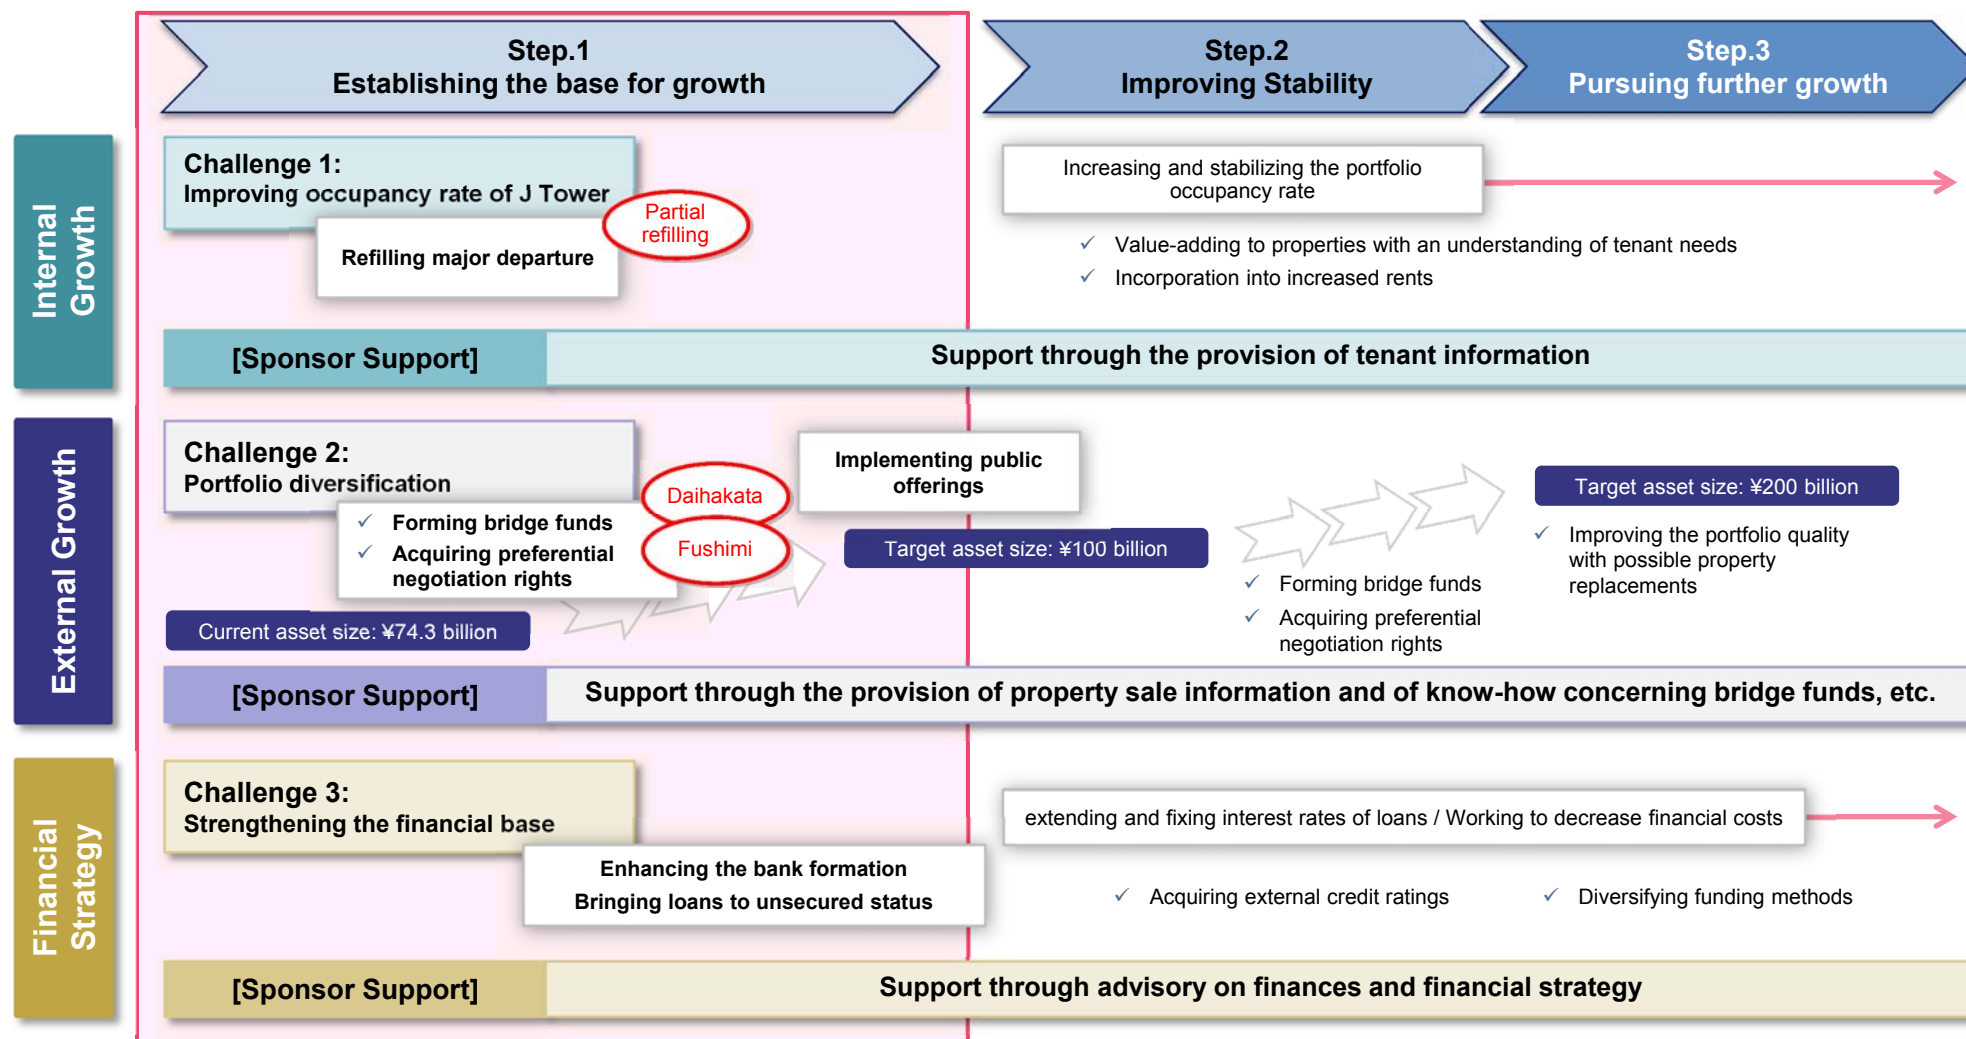 Step.1
Establishing the base for growth
Step.2
Improving Stability
Step.3
Pursuing further growth
Internal
Growth
Challenge 1:
Improving occupancy rate of J Tower
Partial
refilling
Refilling major departure
Increasing and stabilizing the portfolio
occupancy rate
✓ Value-adding to properties with an understanding of tenant needs
✓ Incorporation into increased rents
[Sponsor Support]
Support through the provision of tenant information
External Growth
Challenge 2:
Portfolio diversification
✓ Forming bridge funds
✓ Acquiring preferential
negotiation rights
Daihakata
Fushimi
Implementing public
offerings
Current asset size: ¥74.3 billion
Target asset size: ¥100 billion
✓ Forming bridge funds
✓ Acquiring preferential
negotiation rights
Target asset size: ¥200 billion
✓ Improving the portfolio quality
with possible property
replacements
[Sponsor Support]
Support through the provision of property sale information and of know-how concerning bridge funds, etc.
Financial
Strategy
Challenge 3:
Strengthening the financial base
Enhancing the bank formation
Bringing loans to unsecured status
extending and fixing interest rates of loans / Working to decrease financial costs
✓ Acquiring external credit ratings
✓ Diversifying funding methods
[Sponsor Support]
Support through advisory on finances and financial strategy